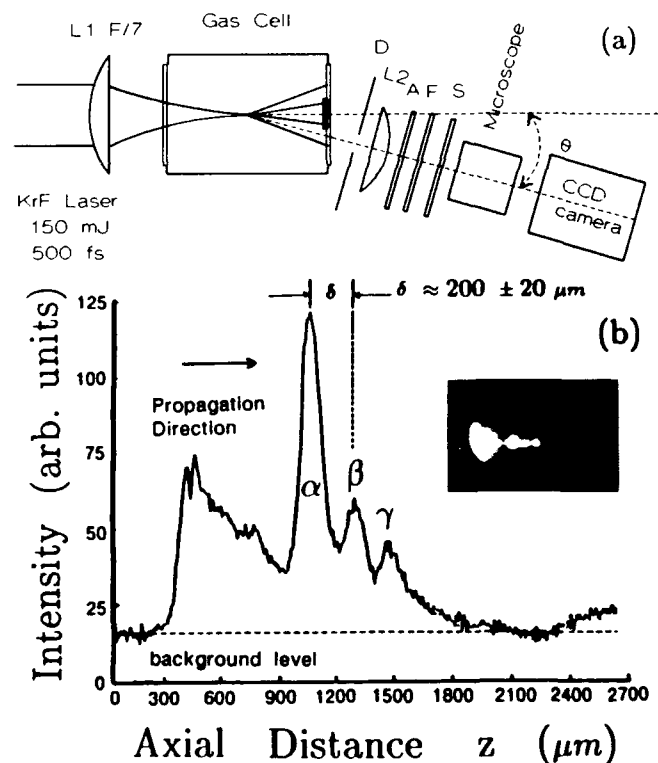 L1 F/7
Gas Cell
(a)
D
L2
A
F
S
Microscope
θ
CCD
camera
KrF Laser
150 mJ
500 fs
δ
δ ≈ 200 ± 20 μm
(b)
Intensity (arb. units)
125
100
75
50
25
0
Propagation
Direction
α
β
γ
background level
0 300 600 900 1200 1500 1800 2100 2400 2700
Axial Distance z (μm)